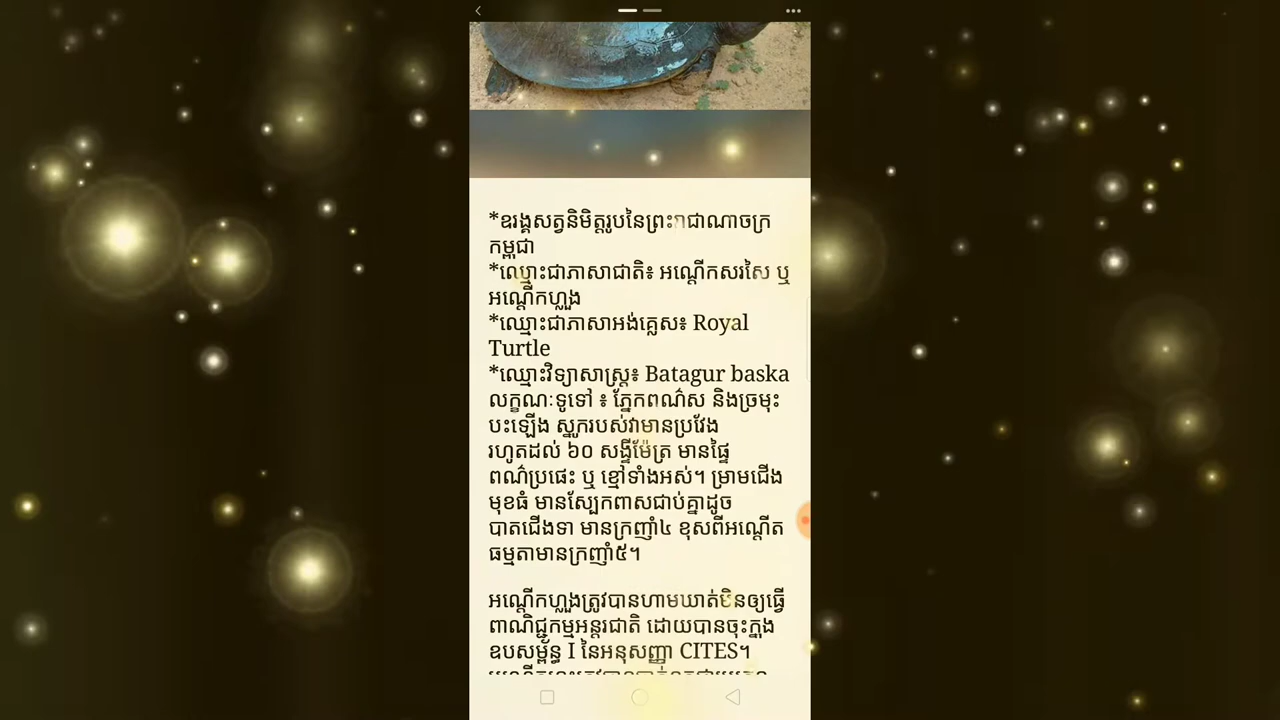 *ឧរង្គសត្វនិមិត្តរូបនៃព្រះរាជាណាចក្រ
កម្ពុជា
*ឈ្មោះជាភាសាជាតិ៖ អណ្តើកសរសៃ ឬ
អណ្តើកហ្លួង
*ឈ្មោះជាភាសាអង់គ្លេស៖ Royal
Turtle
*ឈ្មោះវិទ្យាសាស្ត្រ៖ Batagur baska
លក្ខណៈទូទៅ ៖ ភ្នែកពណ៌ស និងច្រមុះ
បះឡើង ស្នូករបស់វាមានប្រវែង
រហូតដល់ ៦០ សង្ទីម៉ែត្រ មានផ្ទៃ
ពណ៌ប្រផេះ ឬ ខ្មៅទាំងអស់។ ម្រាមជើង
មុខធំ មានស្បែកពាសជាប់គ្នាដូច
បាតជើងទា មានក្រញាំ៤ ខុសពីអណ្តើត
ធម្មតាមានក្រញាំ៥។
អណ្តើកហ្លួងត្រូវបានហាមឃាត់មិនឲ្យធ្វើ
ពាណិជ្ជកម្មអន្តរជាតិ ដោយបានចុះក្នុង
ឧបសម្ព័ន្ធ I នៃអនុសញ្ញា CITES។